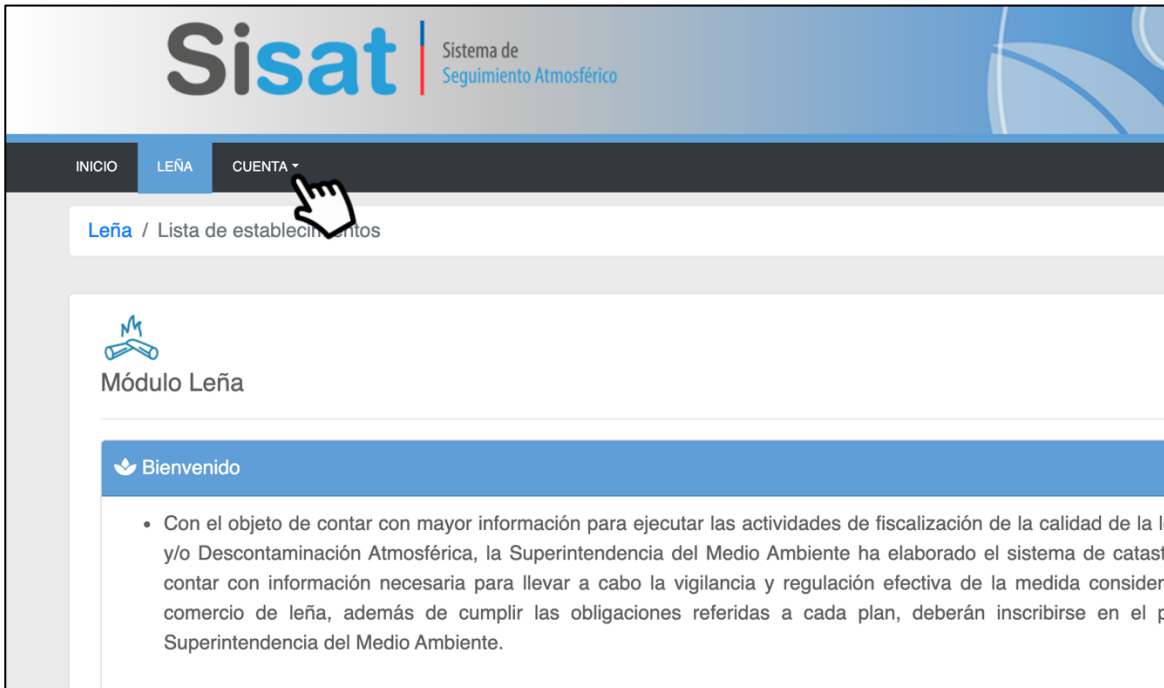 Sisat
Sistema de
Seguimiento Atmosférico
INICIO LEÑA CUENTA
Leña / Lista de establecimientos
Módulo Leña
Bienvenido
• Con el objeto de contar con mayor información para ejecutar las actividades de fiscalización de la calidad de la
y/o Descontaminación Atmosférica, la Superintendencia del Medio Ambiente ha elaborado el sistema de
contar con información necesaria para llevar a cabo la vigilancia y regulación efectiva de la medida
comercio de leña, además de cumplir las obligaciones referidas a cada plan, deberán inscribirse en el
Superintendencia del Medio Ambiente.